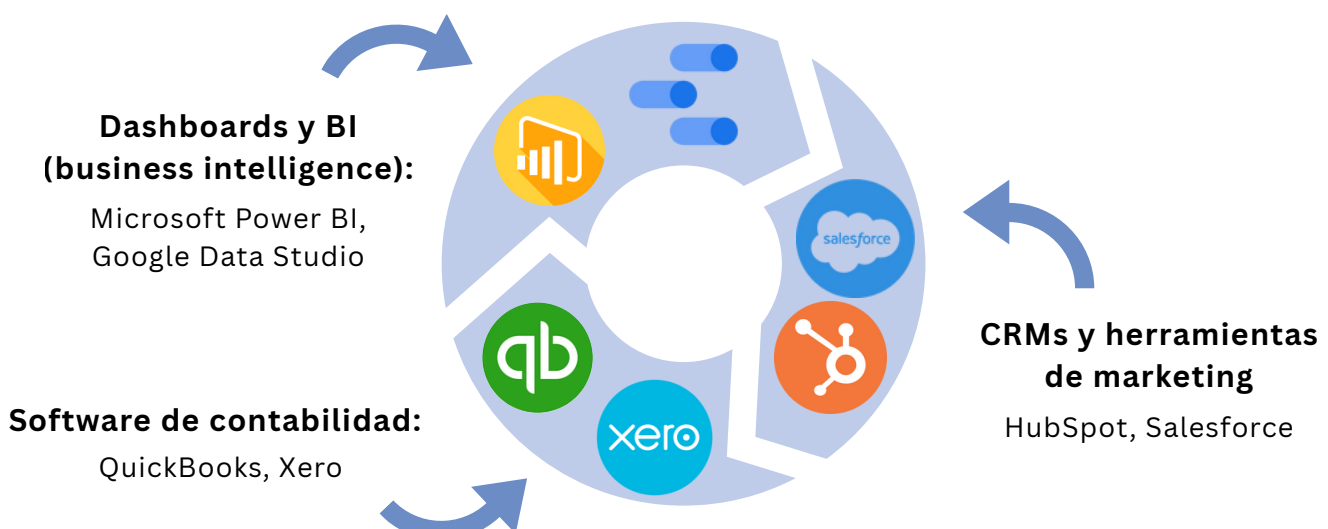 Dashboards y BI
(business intelligence):
Microsoft Power BI,
Google Data Studio
salesforce
CRMs y herramientas
de marketing
HubSpot, Salesforce
qb
xero
Software de contabilidad:
QuickBooks, Xero